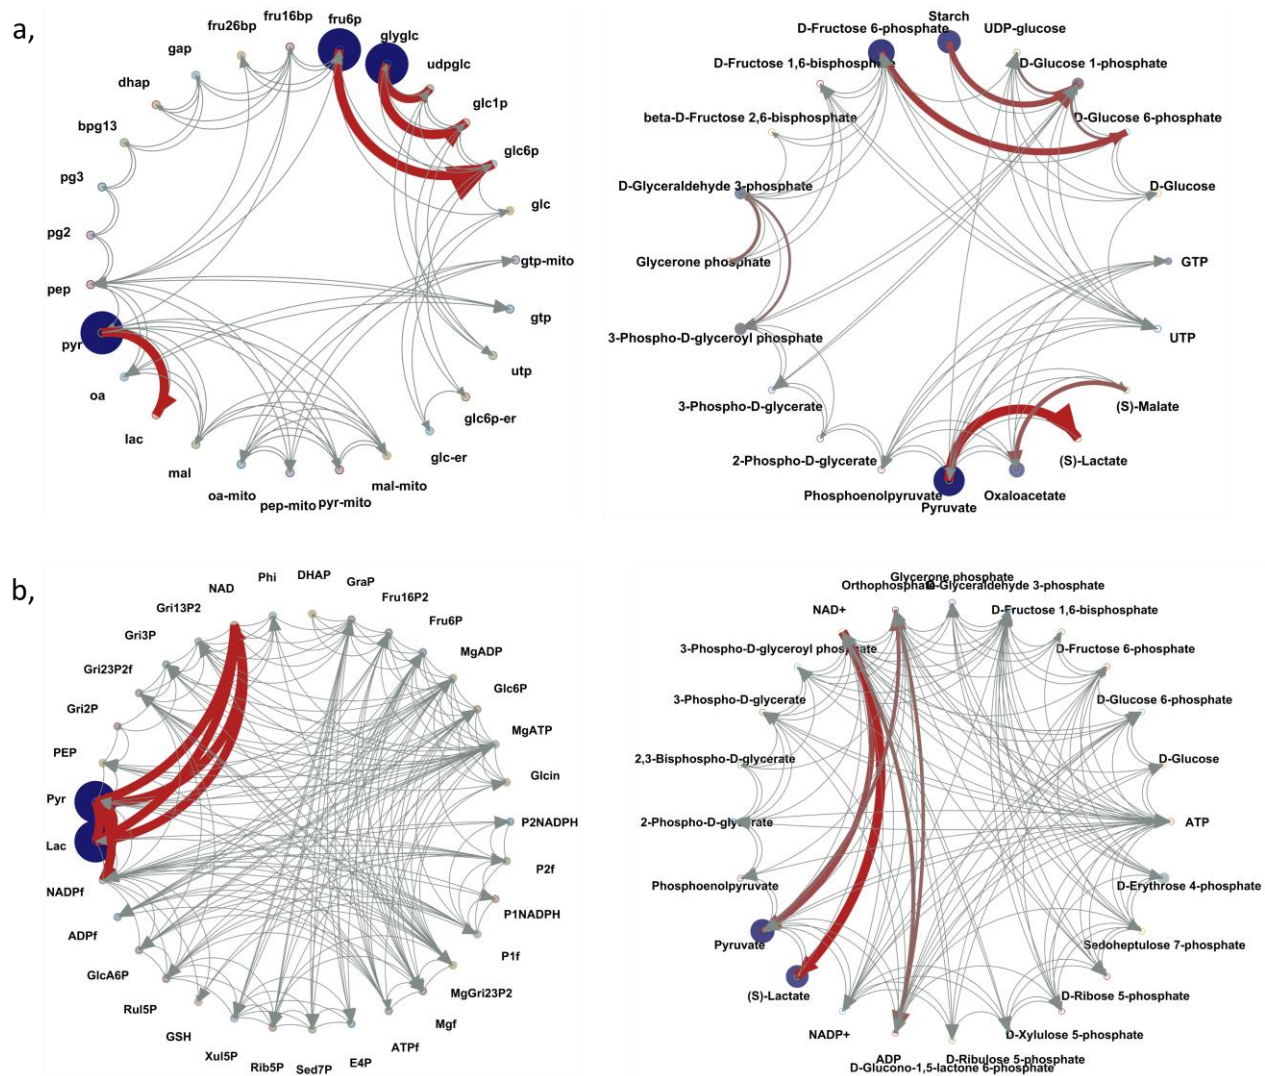 a,
fru16bp
fru6p
fru26bp
glyglc
gap
udpglc
dhap
glc1p
bpg13
glc6p
pg3
glc
pg2
gtp-mito
pep
gtp
pyr
utp
oa
glc6p-er
lac
glc-er
mal
mal-mito
oa-mito
pep-mito
pyr-mito
Starch
D-Fructose 6-phosphate
UDP-glucose
D-Fructose 1,6-bisphosphate
D-Glucose 1-phosphate
beta-D-Fructose 2,6-bisphosphate
D-Glucose 6-phosphate
D-Glyceraldehyde 3-phosphate
D-Glucose
Glycerone phosphate
GTP
3-Phospho-D-glyceroyl phosphate
UTP
3-Phospho-D-glycerate
(S)-Malate
2-Phospho-D-glycerate
(S)-Lactate
Phosphoenolpyruvate
Oxaloacetate
Pyruvate
b,
NAD
Phi
DHAP
GraP
Gri13P2
Fru16P2
Gri3P
Fru6P
Gri23P2f
MgADP
Gri2P
Glc6P
PEP
MgATP
Pyr
Glcin
Lac
P2NADPH
NADPf
P2f
ADPf
P1NADPH
GlcA6P
P1f
Rul5P
MgGri23P2
GSH
Mgf
Xul5P
ATPf
Rib5P
Sed7P
E4P
Glycerone phosphate
Orthophosphate
D-Glyceraldehyde 3-phosphate
NAD+
D-Fructose 1,6-bisphosphate
3-Phospho-D-glyceroyl phosphate
D-Fructose 6-phosphate
3-Phospho-D-glycerate
D-Glucose 6-phosphate
2,3-Bisphospho-D-glycerate
D-Glucose
2-Phospho-D-glycerate
ATP
Phosphoenolpyruvate
D-Erythrose 4-phosphate
Pyruvate
Sedoheptulose 7-phosphate
(S)-Lactate
D-Ribose 5-phosphate
NADP+
D-Xylulose 5-phosphate
ADP
D-Ribulose 5-phosphate
D-Glucono-1,5-lactone 6-phosphate